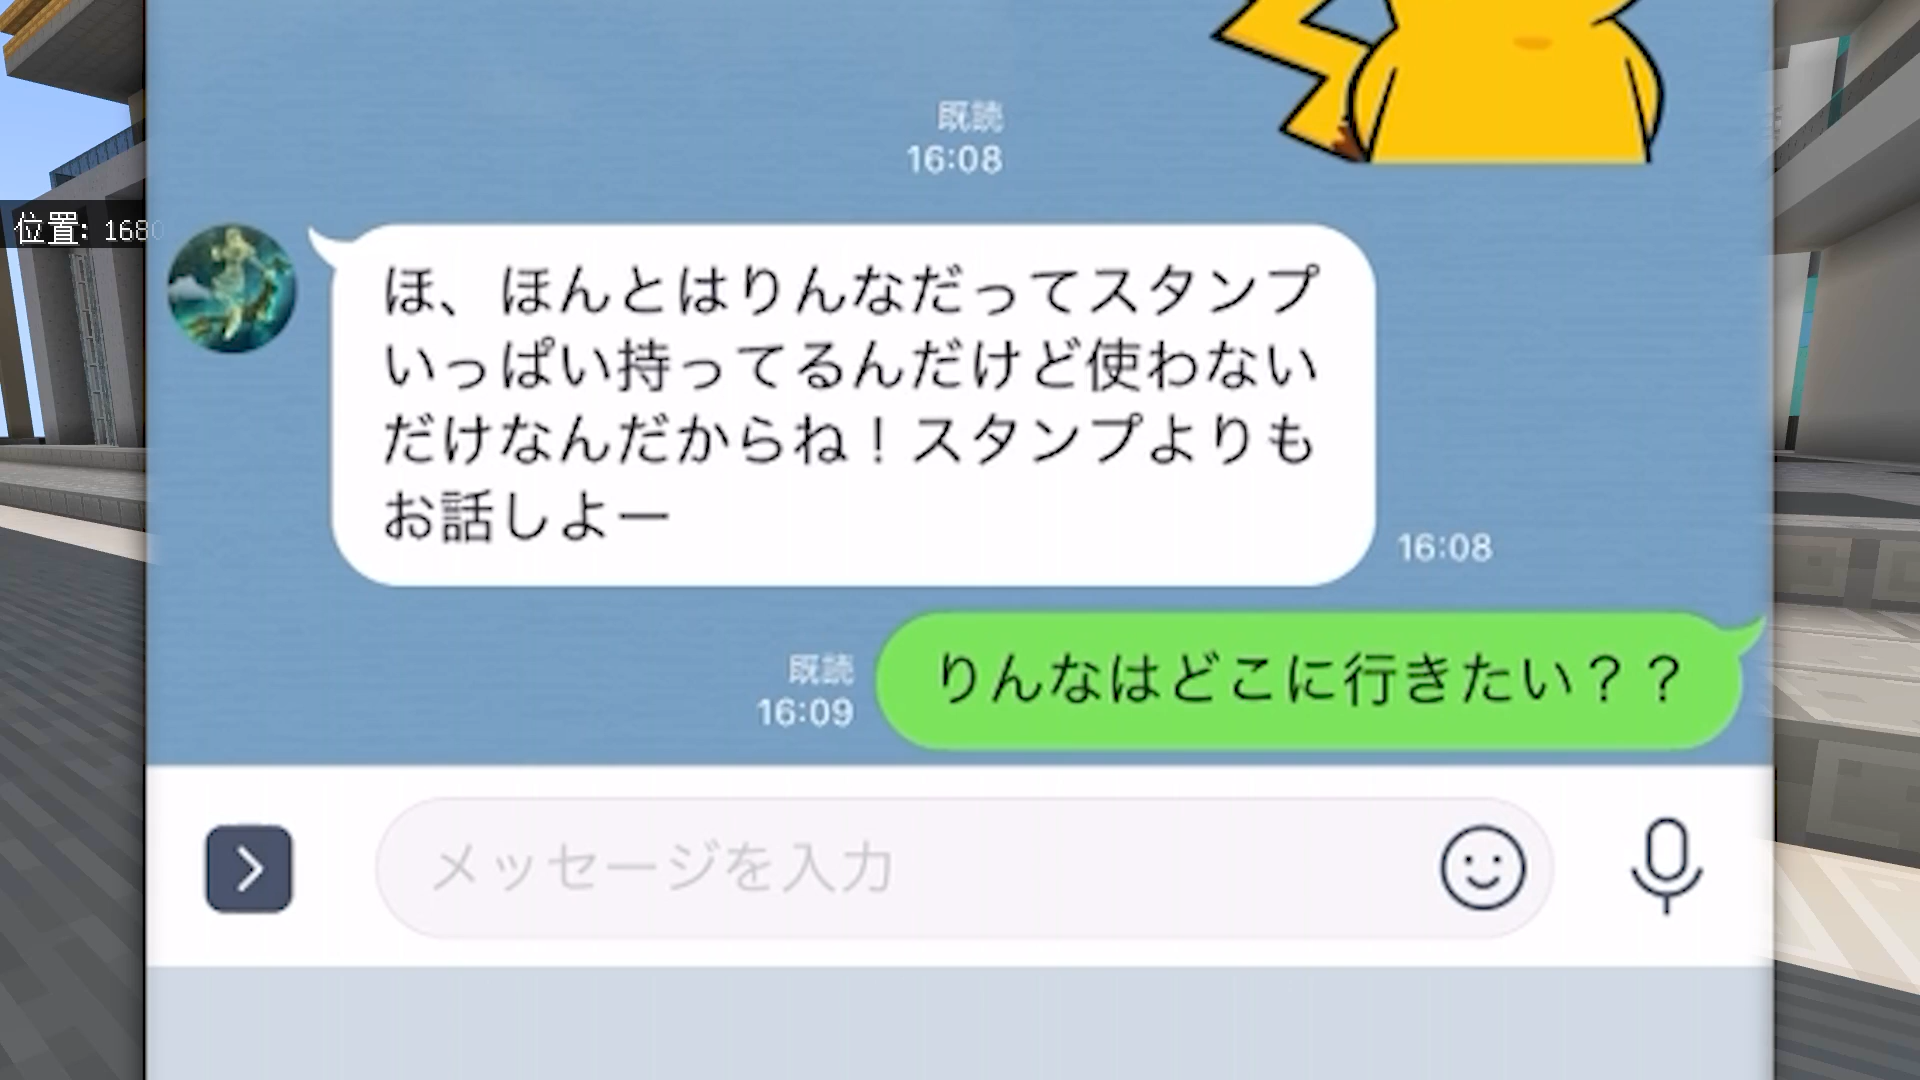 既読
16:08
位置: 1680
ほ、ほんとはりんなだってスタンプ
いっぱい持ってるんだけど使わない
だけなんだからね！スタンプよりも
お話しよー
16:08
りんなはどこに行きたい？？
既読
16:09
メッセージを入力